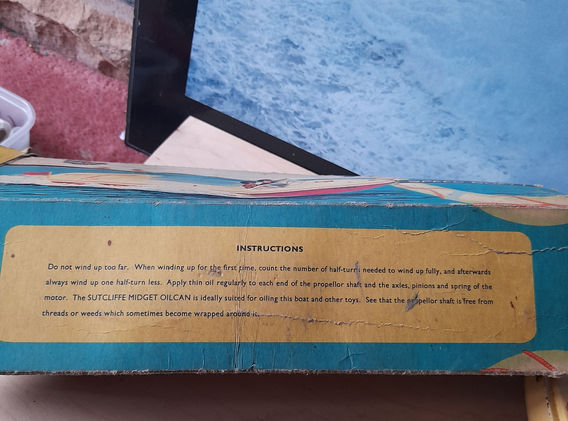 INSTRUCTIONS
Do not wind up too far. When winding up for the first time, count the number of half-turns needed to wind up fully, and afterwards
always wind up one half-turn less. Apply thin oil regularly to each end of the propellor shaft and the axles, pinions and spring of the
motor. The SUTCLIFFE MIDGET OILCAN is ideally suited for oiling this boat and other toys. See that the propellor shaft is free from
threads or weeds which sometimes become wrapped around it.